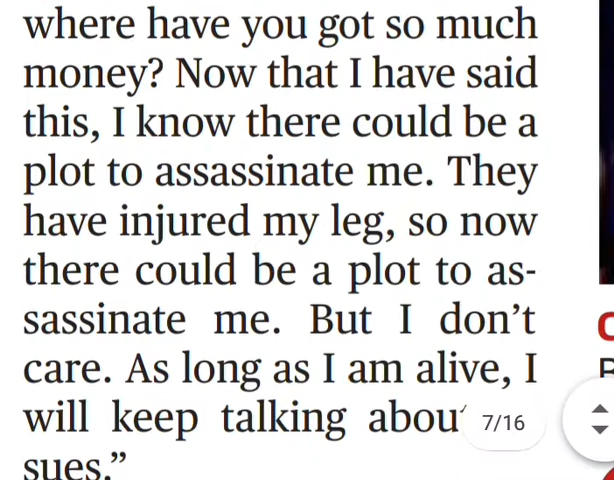 where have you got so much
money? Now that I have said
this, I know there could be a
plot to assassinate me. They
have injured my leg, so now
there could be a plot to as-
sassinate me. But I don’t
care. As long as I am alive, I
will keep talking
sues.”
7/16